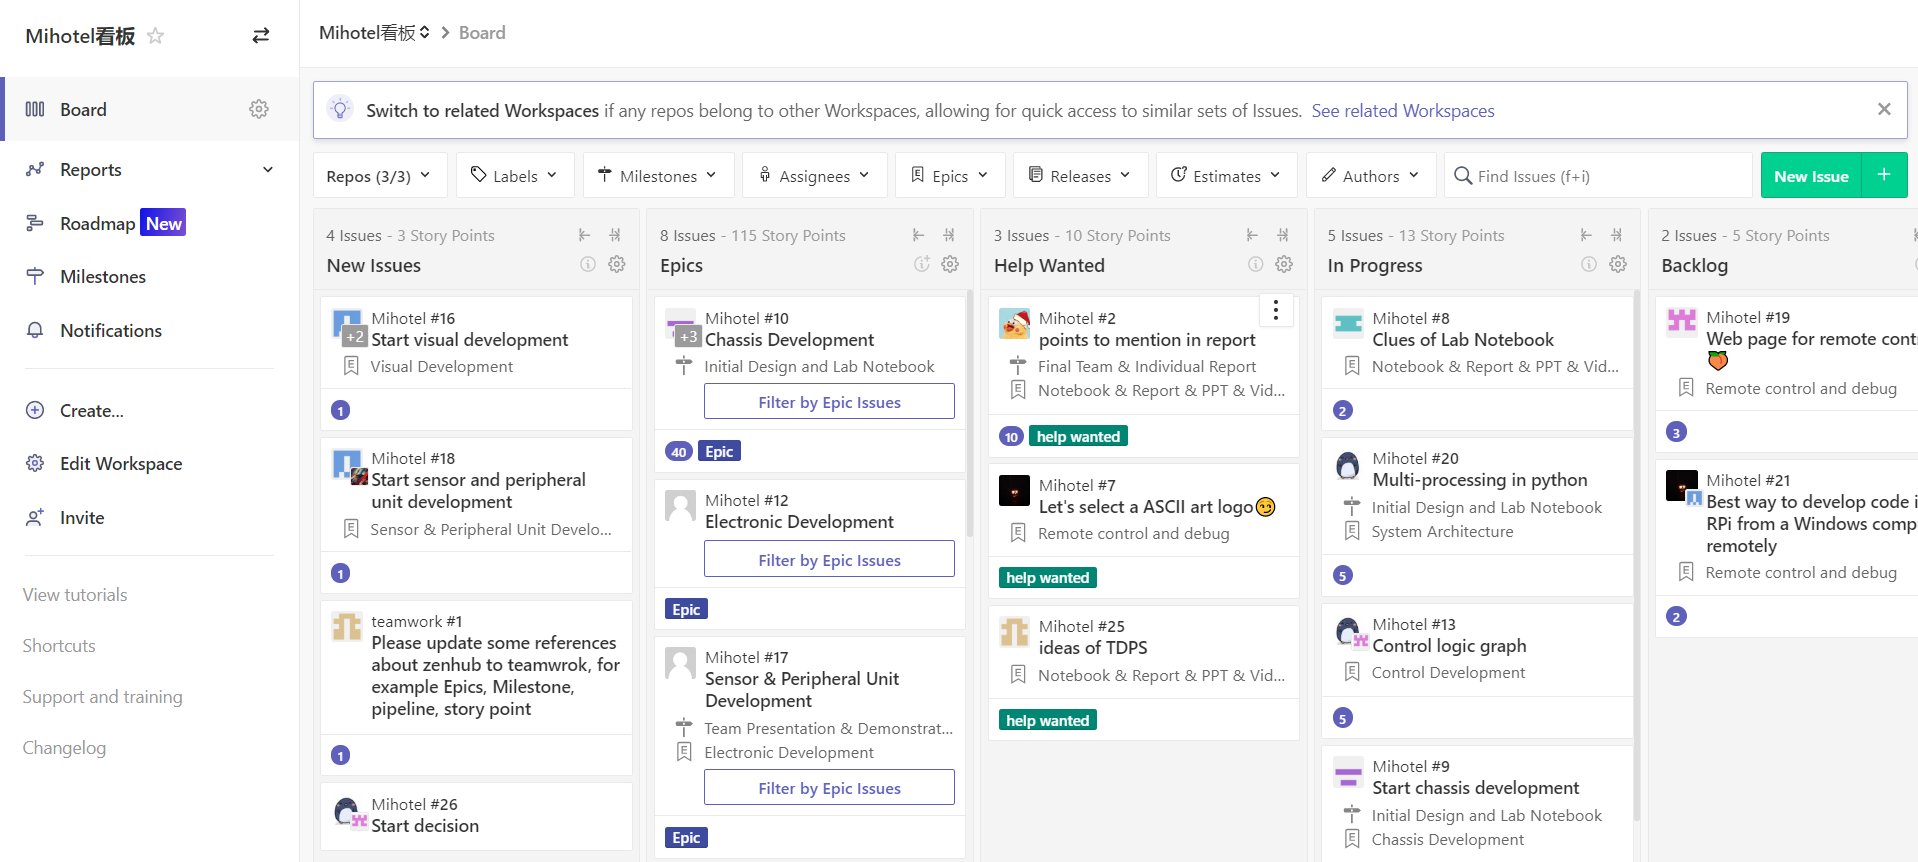 Mihotel看板
Board
Reports
Roadmap New
Milestones
Notifications
Create...
Edit Workspace
Invite
View tutorials
Shortcuts
Support and training
Changelog
Mihotel看板 Board
Switch to related Workspaces if any repos belong to other Workspaces, allowing for quick access to similar sets of Issues. See related Workspaces
Repos (3/3) Labels Milestones Assignees Epics Releases Estimates Authors Find Issues (f+i) New Issue +
4 Issues - 3 Story Points
New Issues
+2
Mihotel #16
Start visual development
Visual Development
1
Mihotel #18
Start sensor and peripheral
unit development
Sensor & Peripheral Unit Develo...
1
teamwork #1
Please update some references
about zenhub to teamwrok, for
example Epics, Milestone,
pipeline, story point
1
Mihotel #26
Start decision
8 Issues - 115 Story Points
Epics
+3
Mihotel #10
Chassis Development
Initial Design and Lab Notebook
Filter by Epic Issues
40 Epic
Mihotel #12
Electronic Development
Filter by Epic Issues
Epic
Mihotel #17
Sensor & Peripheral Unit
Development
Team Presentation & Demonstrat...
Electronic Development
Filter by Epic Issues
Epic
3 Issues - 10 Story Points
Help Wanted
Mihotel #2
points to mention in report
Final Team & Individual Report
Notebook & Report & PPT & Vid...
10 help wanted
Mihotel #7
Let's select a ASCII art logo😏
Remote control and debug
help wanted
Mihotel #25
ideas of TDPS
Notebook & Report & PPT & Vid...
help wanted
5 Issues - 13 Story Points
In Progress
Mihotel #8
Clues of Lab Notebook
Notebook & Report & PPT & Vid...
2
Mihotel #20
Multi-processing in python
Initial Design and Lab Notebook
System Architecture
5
Mihotel #13
Control logic graph
Control Development
5
Mihotel #9
Start chassis development
Initial Design and Lab Notebook
Chassis Development
2 Issues - 5 Story Points
Backlog
Mihotel #19
Web page for remote cont
🍑
Remote control and debug
3
Mihotel #21
Best way to develop code i
RPi from a Windows comp
remotely
Remote control and debug
2